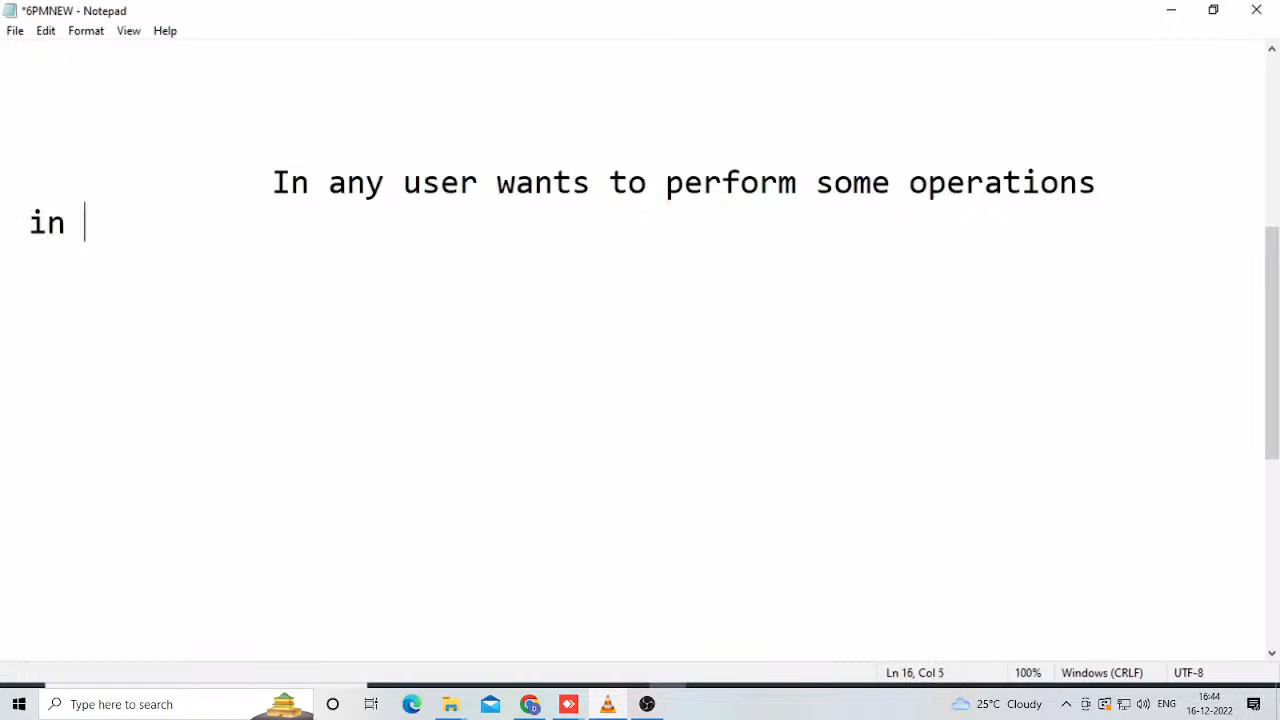 *6PMNEW - Notepad
File Edit Format View Help
In any user wants to perform some operations
in
Ln 16, Col 5 100% Windows (CRLF) UTF-8
Type here to search 25°C Cloudy ENG 16:44
16-12-2022